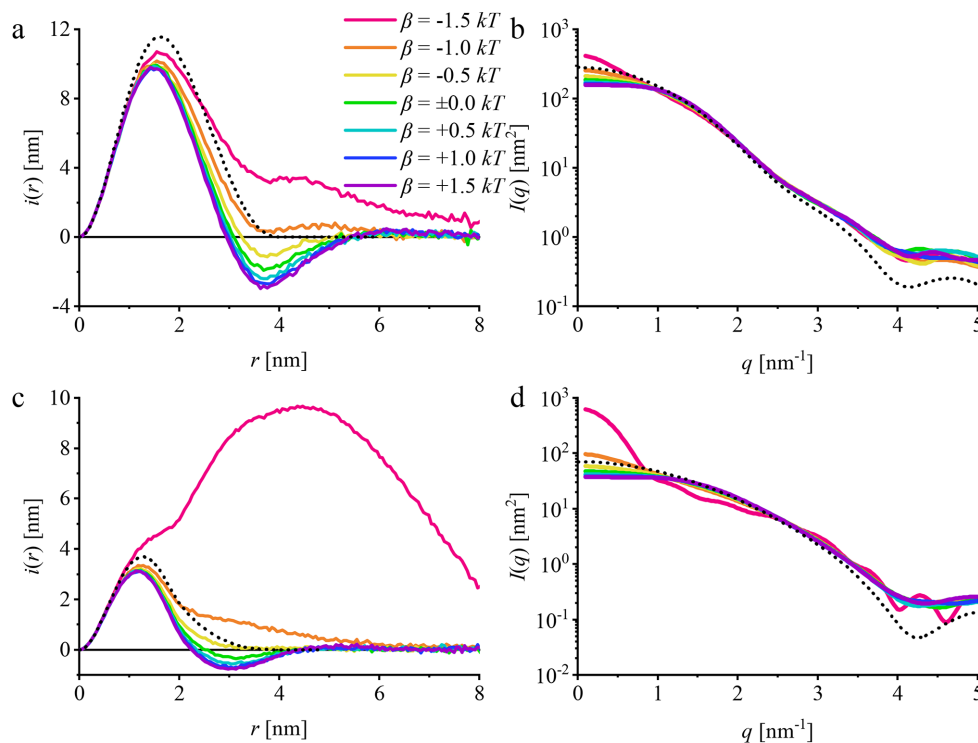 a
12
8
4
0
-4
i(r) [nm]
0 2 4 6 8
r [nm]
β = -1.5 kT
β = -1.0 kT
β = -0.5 kT
β = ±0.0 kT
β = +0.5 kT
β = +1.0 kT
β = +1.5 kT
b
10³
10²
10¹
10⁰
10⁻¹
I(q) [nm²]
0 1 2 3 4 5
q [nm⁻¹]
c
10
8
6
4
2
0
i(r) [nm]
0 2 4 6 8
r [nm]
d
10³
10²
10¹
10⁰
10⁻¹
10⁻²
I(q) [nm²]
0 1 2 3 4 5
q [nm⁻¹]